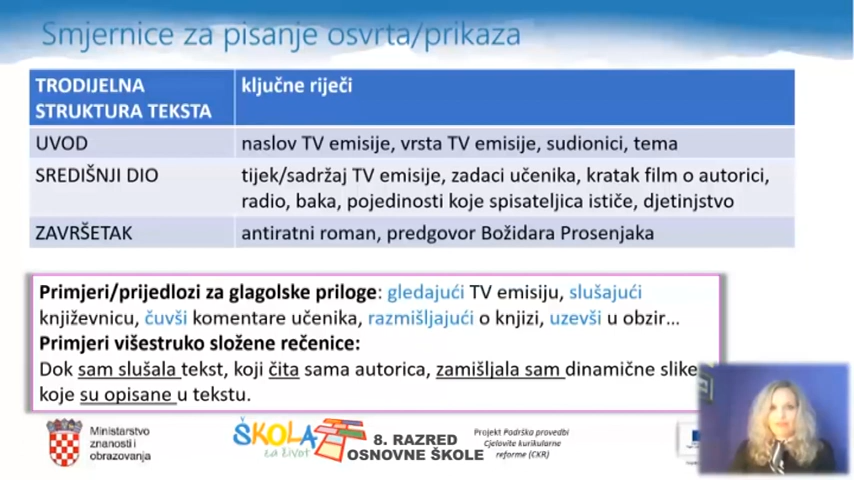 Smjernice za pisanje osvrta/prikaza
TRODIJELNA
STRUKTURA TEKSTA
ključne riječi
UVOD
naslov TV emisije, vrsta TV emisije, sudionici, tema
SREDIŠNJI DIO
tijek/sadržaj TV emisije, zadaci učenika, kratak film o autorici,
radio, baka, pojedinosti koje spisateljica ističe, djetinjstvo
ZAVRŠETAK
antiratni roman, predgovor Božidara Prosenjaka
Primjeri/prijedlozi za glagolske priloge: gledajući TV emisiju, slušajući
književnicu, čuvši komentare učenika, razmišljajući o knjizi, uzevši u obzir...
Primjeri višestruko složene rečenice:
Dok sam slušala tekst, koji čita sama autorica, zamišljala sam dinamične slike
koje su opisane u tekstu.
Ministarstvo
znanosti i
obrazovanja
ŠKOLA
za život
8. RAZRED
OSNOVNE ŠKOLE
Projekt Podrška provedbi
Cjelovite kurikularne
reforme (CKR)